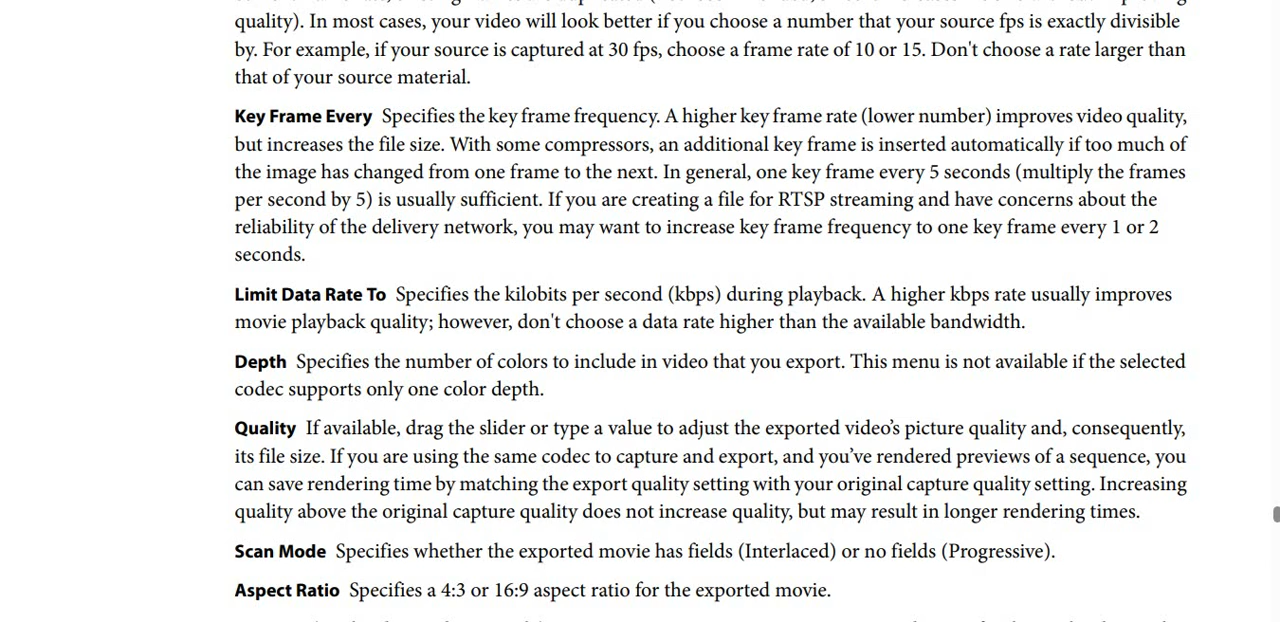 quality). In most cases, your video will look better if you choose a number that your source fps is exactly divisible
by. For example, if your source is captured at 30 fps, choose a frame rate of 10 or 15. Don't choose a rate larger than
that of your source material.
Key Frame Every Specifies the key frame frequency. A higher key frame rate (lower number) improves video quality,
but increases the file size. With some compressors, an additional key frame is inserted automatically if too much of
the image has changed from one frame to the next. In general, one key frame every 5 seconds (multiply the frames
per second by 5) is usually sufficient. If you are creating a file for RTSP streaming and have concerns about the
reliability of the delivery network, you may want to increase key frame frequency to one key frame every 1 or 2
seconds.
Limit Data Rate To Specifies the kilobits per second (kbps) during playback. A higher kbps rate usually improves
movie playback quality; however, don't choose a data rate higher than the available bandwidth.
Depth Specifies the number of colors to include in video that you export. This menu is not available if the selected
codec supports only one color depth.
Quality If available, drag the slider or type a value to adjust the exported video's picture quality and, consequently,
its file size. If you are using the same codec to capture and export, and you've rendered previews of a sequence, you
can save rendering time by matching the export quality setting with your original capture quality setting. Increasing
quality above the original capture quality does not increase quality, but may result in longer rendering times.
Scan Mode Specifies whether the exported movie has fields (Interlaced) or no fields (Progressive).
Aspect Ratio Specifies a 4:3 or 16:9 aspect ratio for the exported movie.